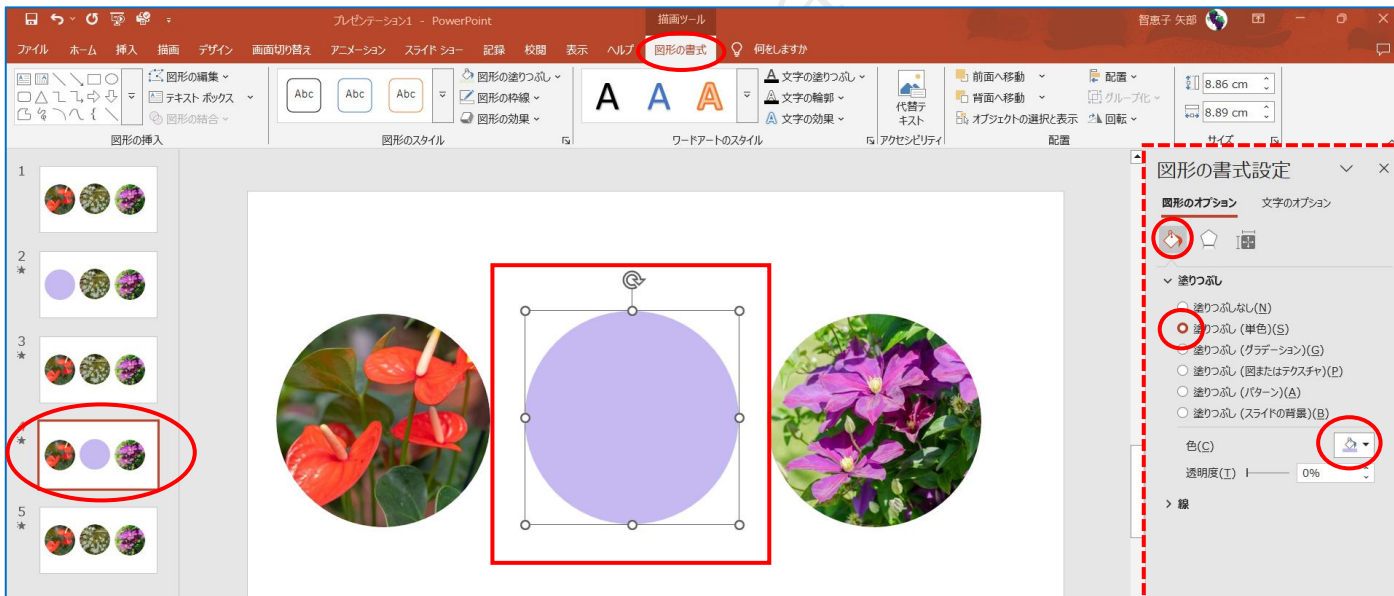 プレゼンテーション1 - PowerPoint
描画ツール
智恵子 矢部
ファイル ホーム 挿入 描画 デザイン 画面切り替え アニメーション スライド ショー 記録 校閲 表示 ヘルプ 図形の書式 何をしますか
図形の編集
テキスト ボックス
図形の結合
図形の挿入
Abc Abc Abc
図形の塗りつぶし
図形の枠線
図形の効果
図形のスタイル
A A A
文字の塗りつぶし
文字の輪郭
文字の効果
ワードアートのスタイル
代替テ
キスト
アクセシビリティ
前面へ移動
背面へ移動
オブジェクトの選択と表示
配置
グループ化
回転
配置
8.86 cm
8.89 cm
サイズ
1
2
3
4
5
図形の書式設定
図形のオプション 文字のオプション
塗りつぶし
塗りつぶしなし(N)
塗りつぶし (単色)(S)
塗りつぶし (グラデーション)(G)
塗りつぶし (図またはテクスチャ)(P)
塗りつぶし (パターン)(A)
塗りつぶし (スライドの背景)(B)
色(C)
透明度(T) 0%
線